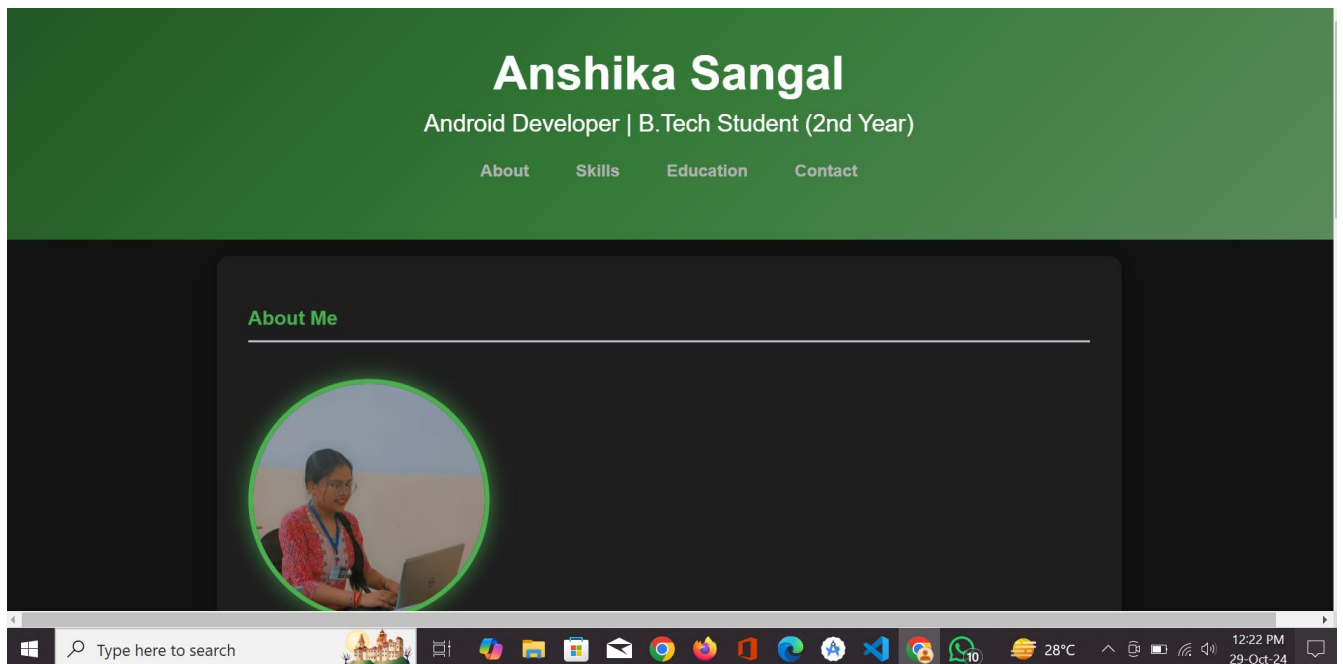 Anshika Sangal
Android Developer | B.Tech Student (2nd Year)
About Skills Education Contact
About Me
Type here to search
10
28°C
12:22 PM
29-Oct-24